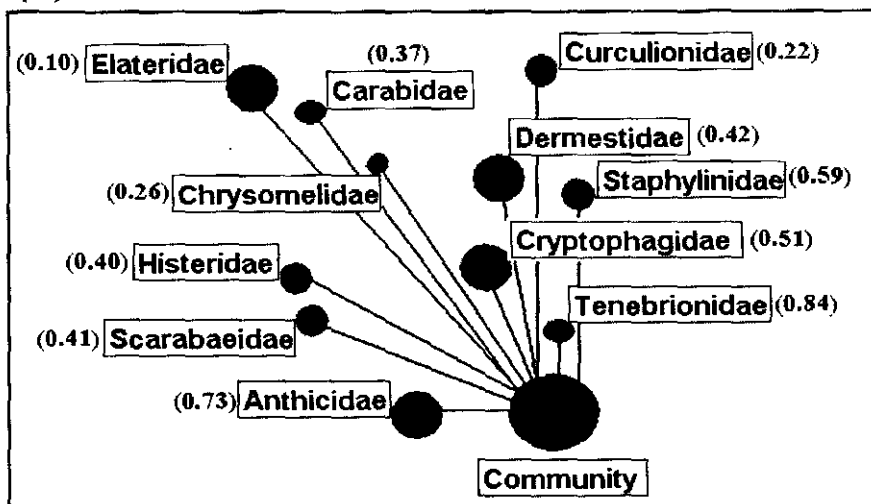 (0.10) Elateridae
(0.37)
Carabidae
Curculionidae (0.22)
Dermestidae (0.42)
(0.26) Chrysomelidae
Staphylinidae (0.59)
(0.40) Histeridae
Cryptophagidae (0.51)
(0.41) Scarabaeidae
Tenebrionidae (0.84)
(0.73) Anthicidae
Community